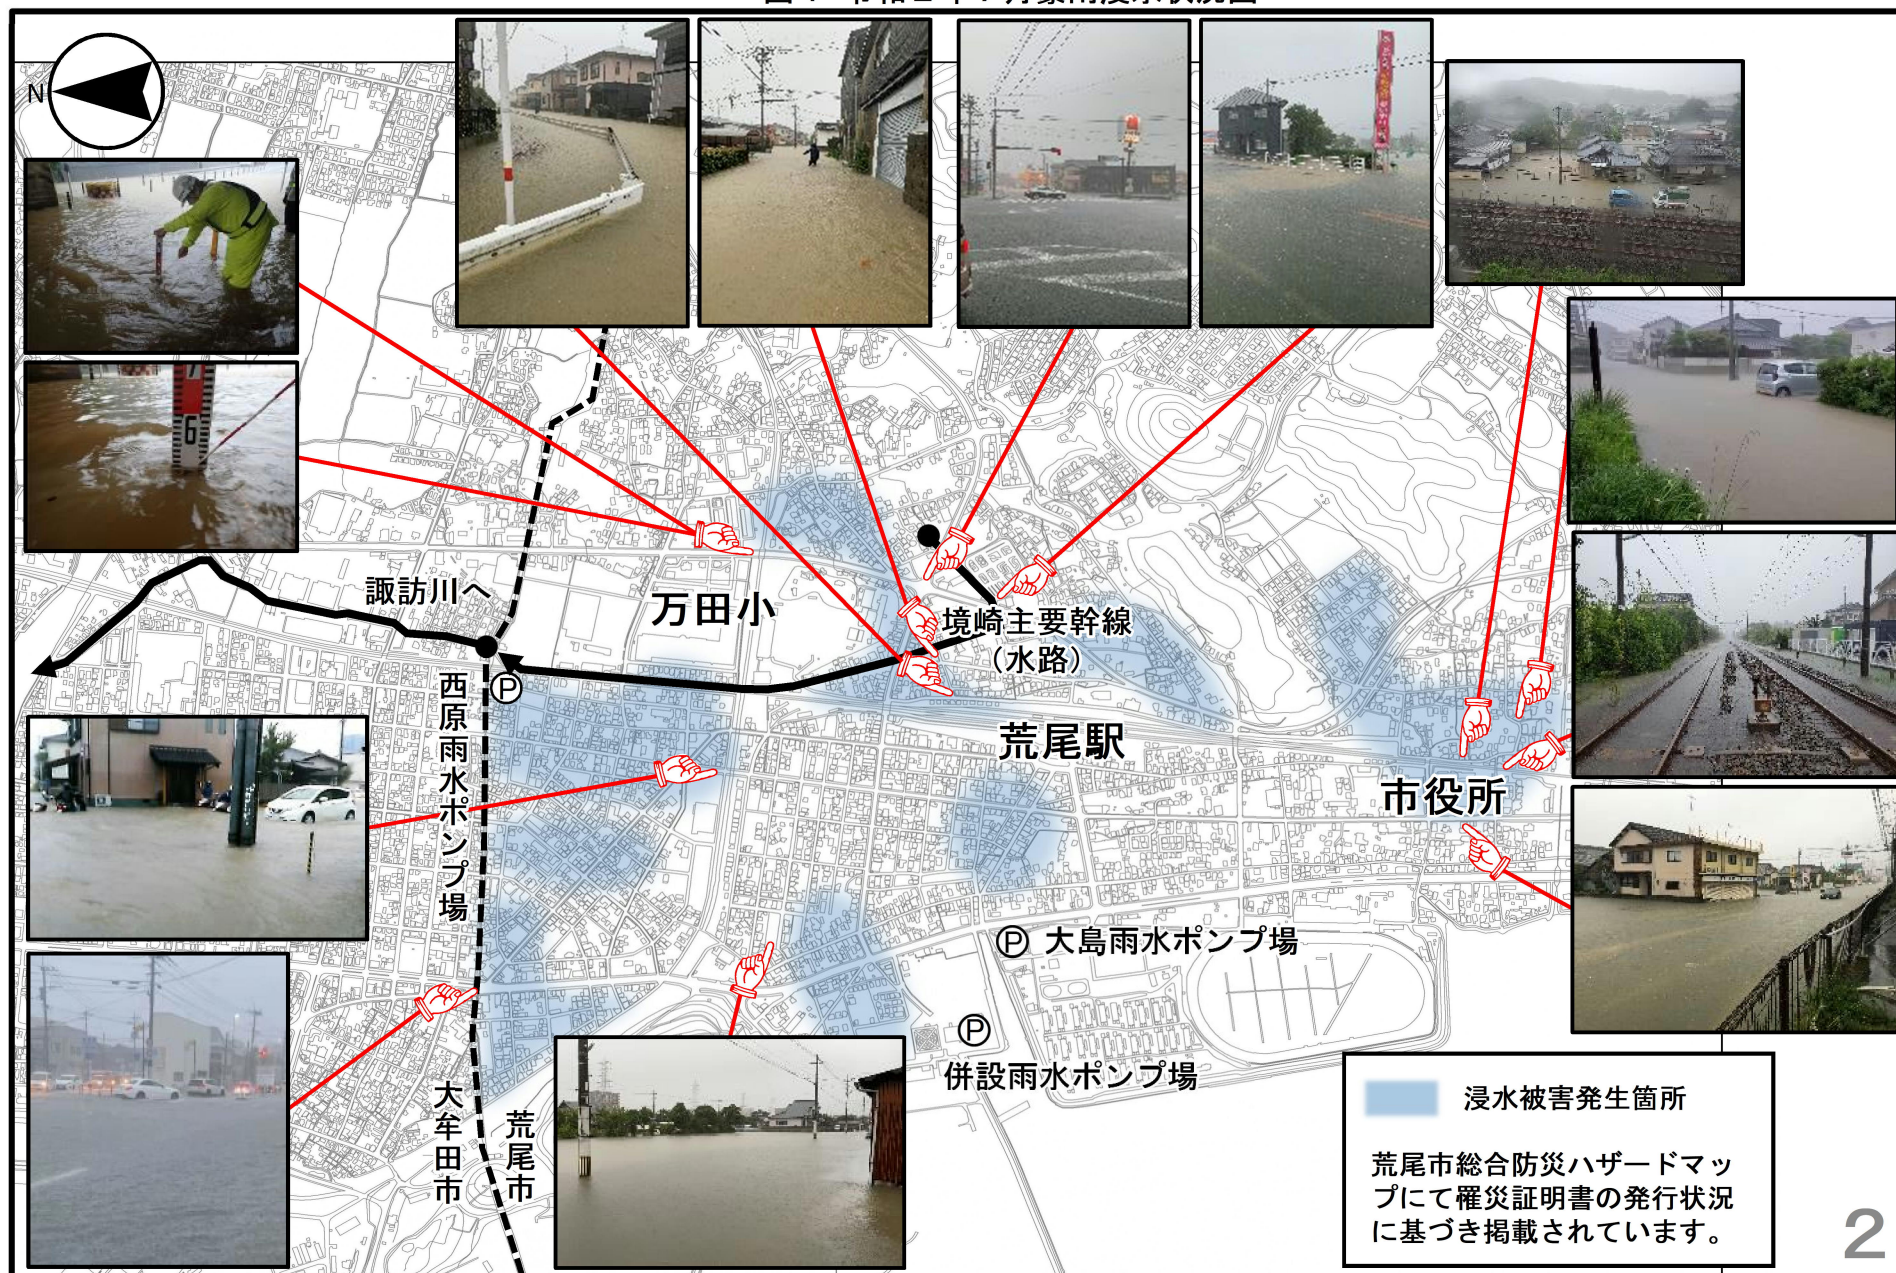 N
6
諏訪川へ
万田小
境崎主要幹線
（水路）
Ⓟ
西原雨水ポンプ場
荒尾駅
市役所
Ⓟ 大島雨水ポンプ場
Ⓟ
併設雨水ポンプ場
大牟田市
荒尾市
浸水被害発生箇所
荒尾市総合防災ハザードマッ
プにて罹災証明書の発行状況
に基づき掲載されています。
2